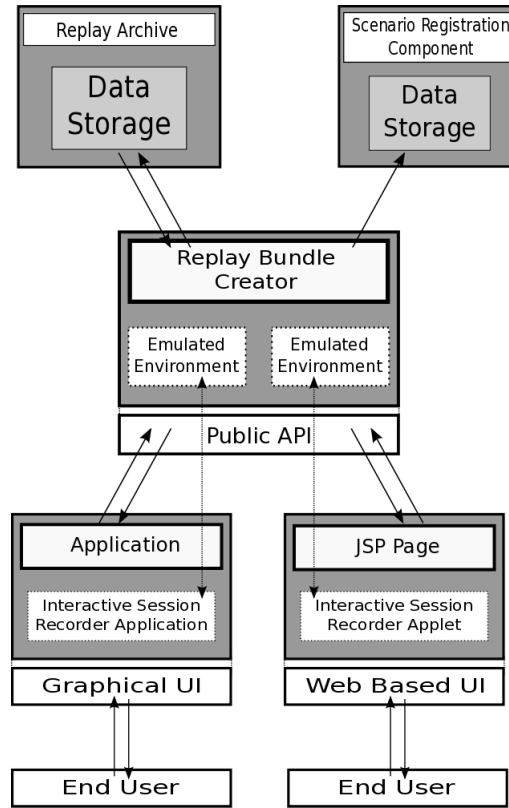 Replay Archive
Data
Storage
Scenario Registration
Component
Data
Storage
Replay Bundle
Creator
Emulated
Environment
Emulated
Environment
Public API
Application
Interactive Session
Recorder Application
JSP Page
Interactive Session
Recorder Applet
Graphical UI
Web Based UI
End User
End User